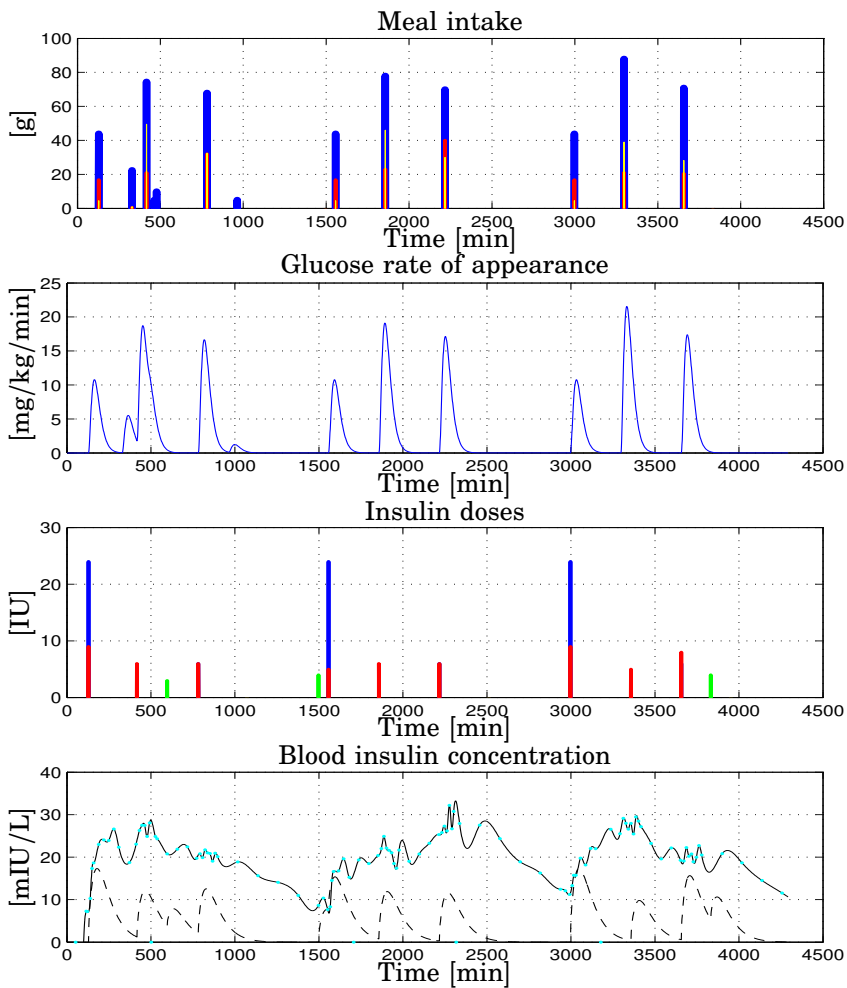 Meal intake
100
80
60
40
20
0
[g]
0 500 1000 1500 2000 2500 3000 3500 4000 4500
Time [min]
Glucose rate of appearance
25
20
15
10
5
0
[mg/kg/min]
0 500 1000 1500 2000 2500 3000 3500 4000 4500
Time [min]
Insulin doses
30
20
10
0
[IU]
0 500 1000 1500 2000 2500 3000 3500 4000 4500
Time [min]
Blood insulin concentration
40
30
20
10
0
[mIU/L]
0 500 1000 1500 2000 2500 3000 3500 4000 4500
Time [min]